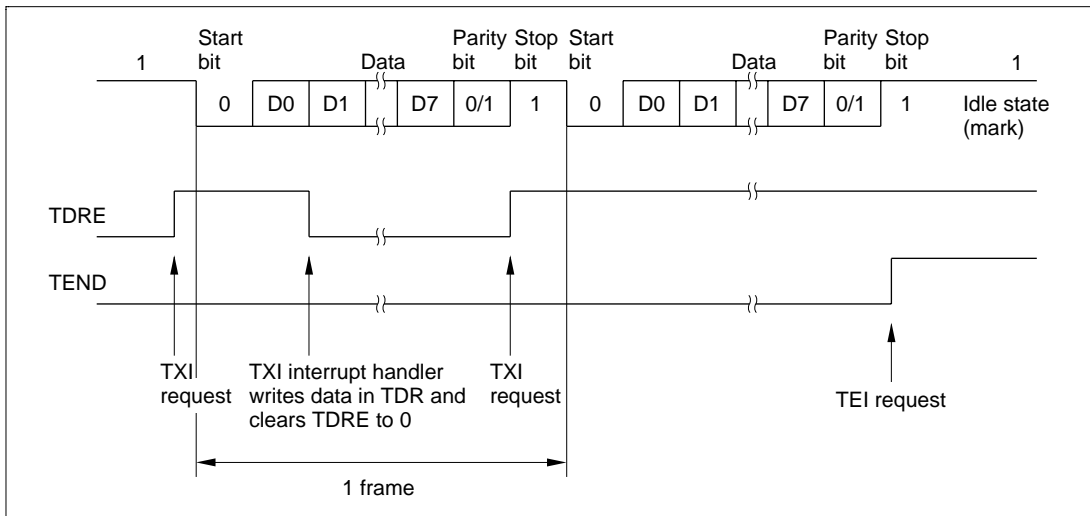 1 Start bit Data Parity bit Stop bit Start bit Data Parity bit Stop bit 1
0 D0 D1 D7 0/1 1 0 D0 D1 D7 0/1 1 Idle state (mark)
TDRE
TEND
TXI request
TXI interrupt handler
writes data in TDR and
clears TDRE to 0
TXI request
TEI request
1 frame